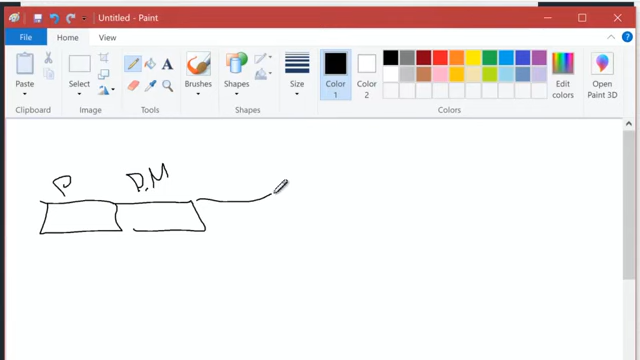 Untitled - Paint
File Home View
Paste Select Brushes Shapes Size Color 1 Color 2 Edit colors Open Paint 3D
Clipboard Image Tools Shapes Colors
P D.M